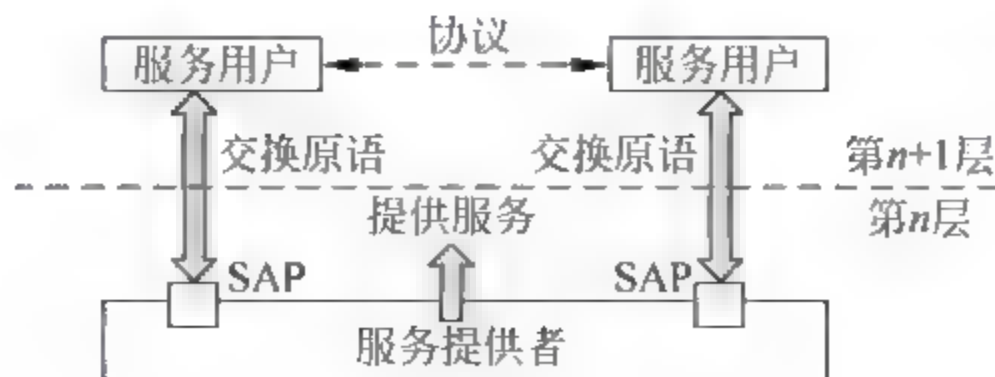 协议
服务用户 服务用户
交换原语 交换原语 第n+1层
提供服务 第n层
SAP SAP
服务提供者